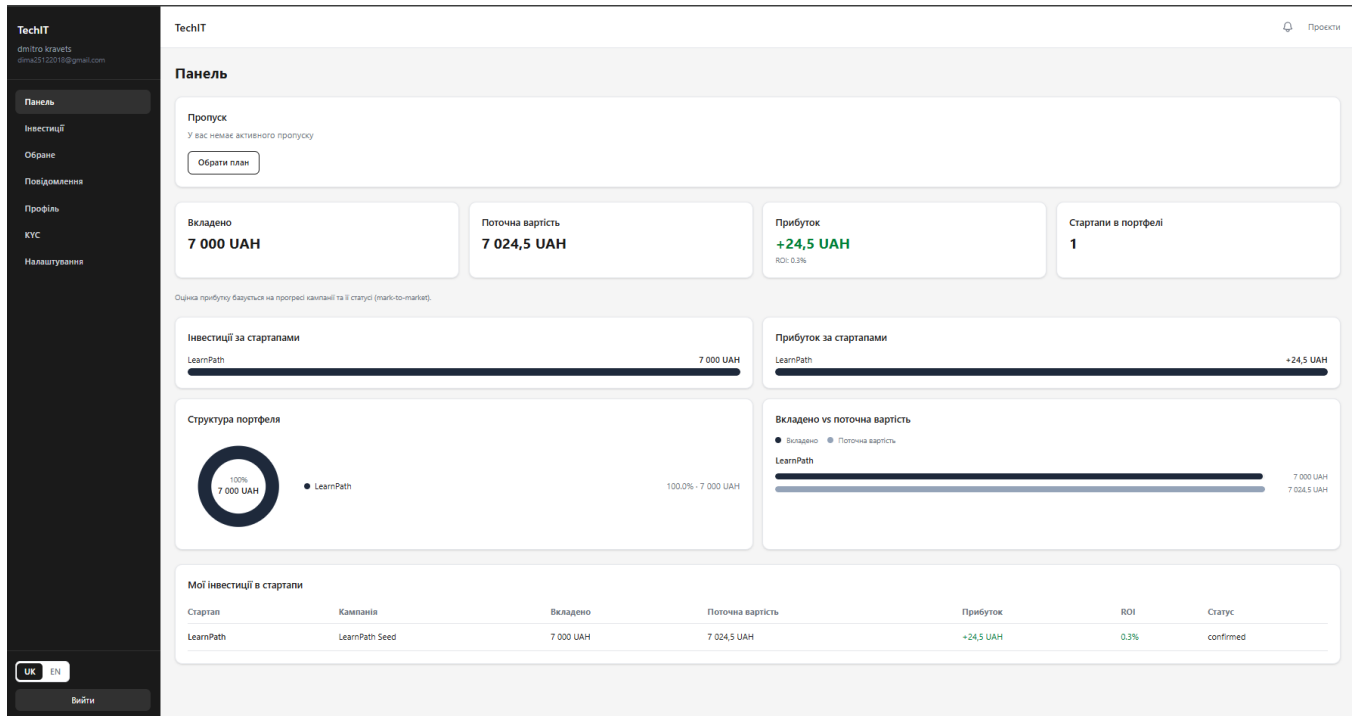 TechIT
dmitro kravets
dima25122018@gmail.com
Панель
Інвестиції
Обране
Повідомлення
Профіль
KYC
Налаштування
UK EN
Вийти
TechIT
Проєкти
Панель
Пропуск
У вас немає активного пропуску
Обрати план
Вкладено
7 000 UAH
Поточна вартість
7 024,5 UAH
Прибуток
+24,5 UAH
ROI: 0.3%
Стартапи в портфелі
1
Оцінка прибутку базується на прогресі кампанії та її статусі (mark-to-market).
Інвестиції за стартапами
LearnPath 7 000 UAH
Прибуток за стартапами
LearnPath +24,5 UAH
Структура портфеля
100%
7 000 UAH
LearnPath 100.0% · 7 000 UAH
Вкладено vs поточна вартість
Вкладено Поточна вартість
LearnPath
7 000 UAH
7 024,5 UAH
Мої інвестиції в стартапи
Стартап Кампанія Вкладено Поточна вартість Прибуток ROI Статус
LearnPath LearnPath Seed 7 000 UAH 7 024,5 UAH +24,5 UAH 0.3% confirmed